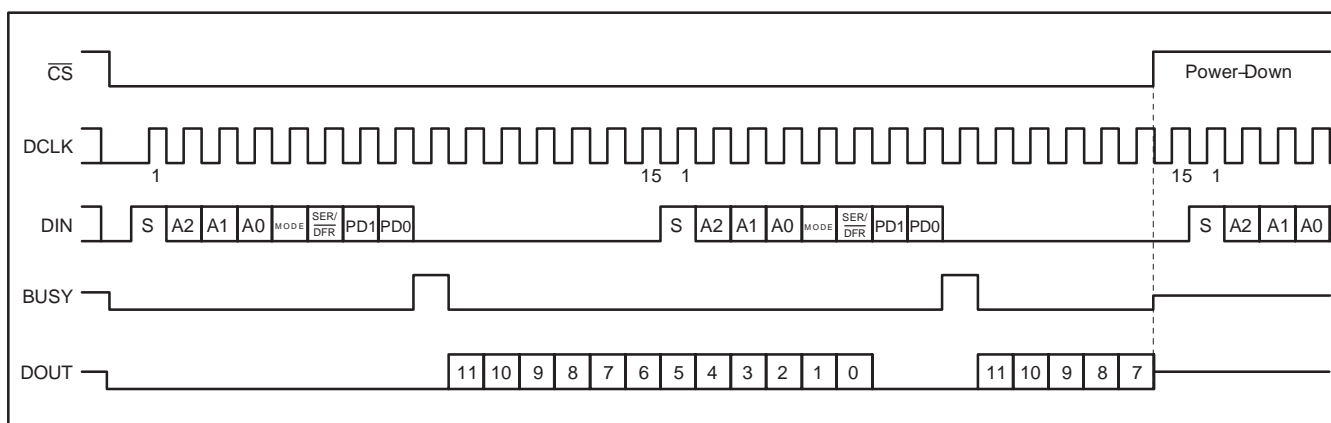 CS Power-Down
DCLK
1 15 1 15 1
DIN S A2 A1 A0 MODE SER/DFR PD1 PD0 S A2 A1 A0 MODE SER/DFR PD1 PD0 S A2 A1 A0
BUSY
DOUT 11 10 9 8 7 6 5 4 3 2 1 0 11 10 9 8 7